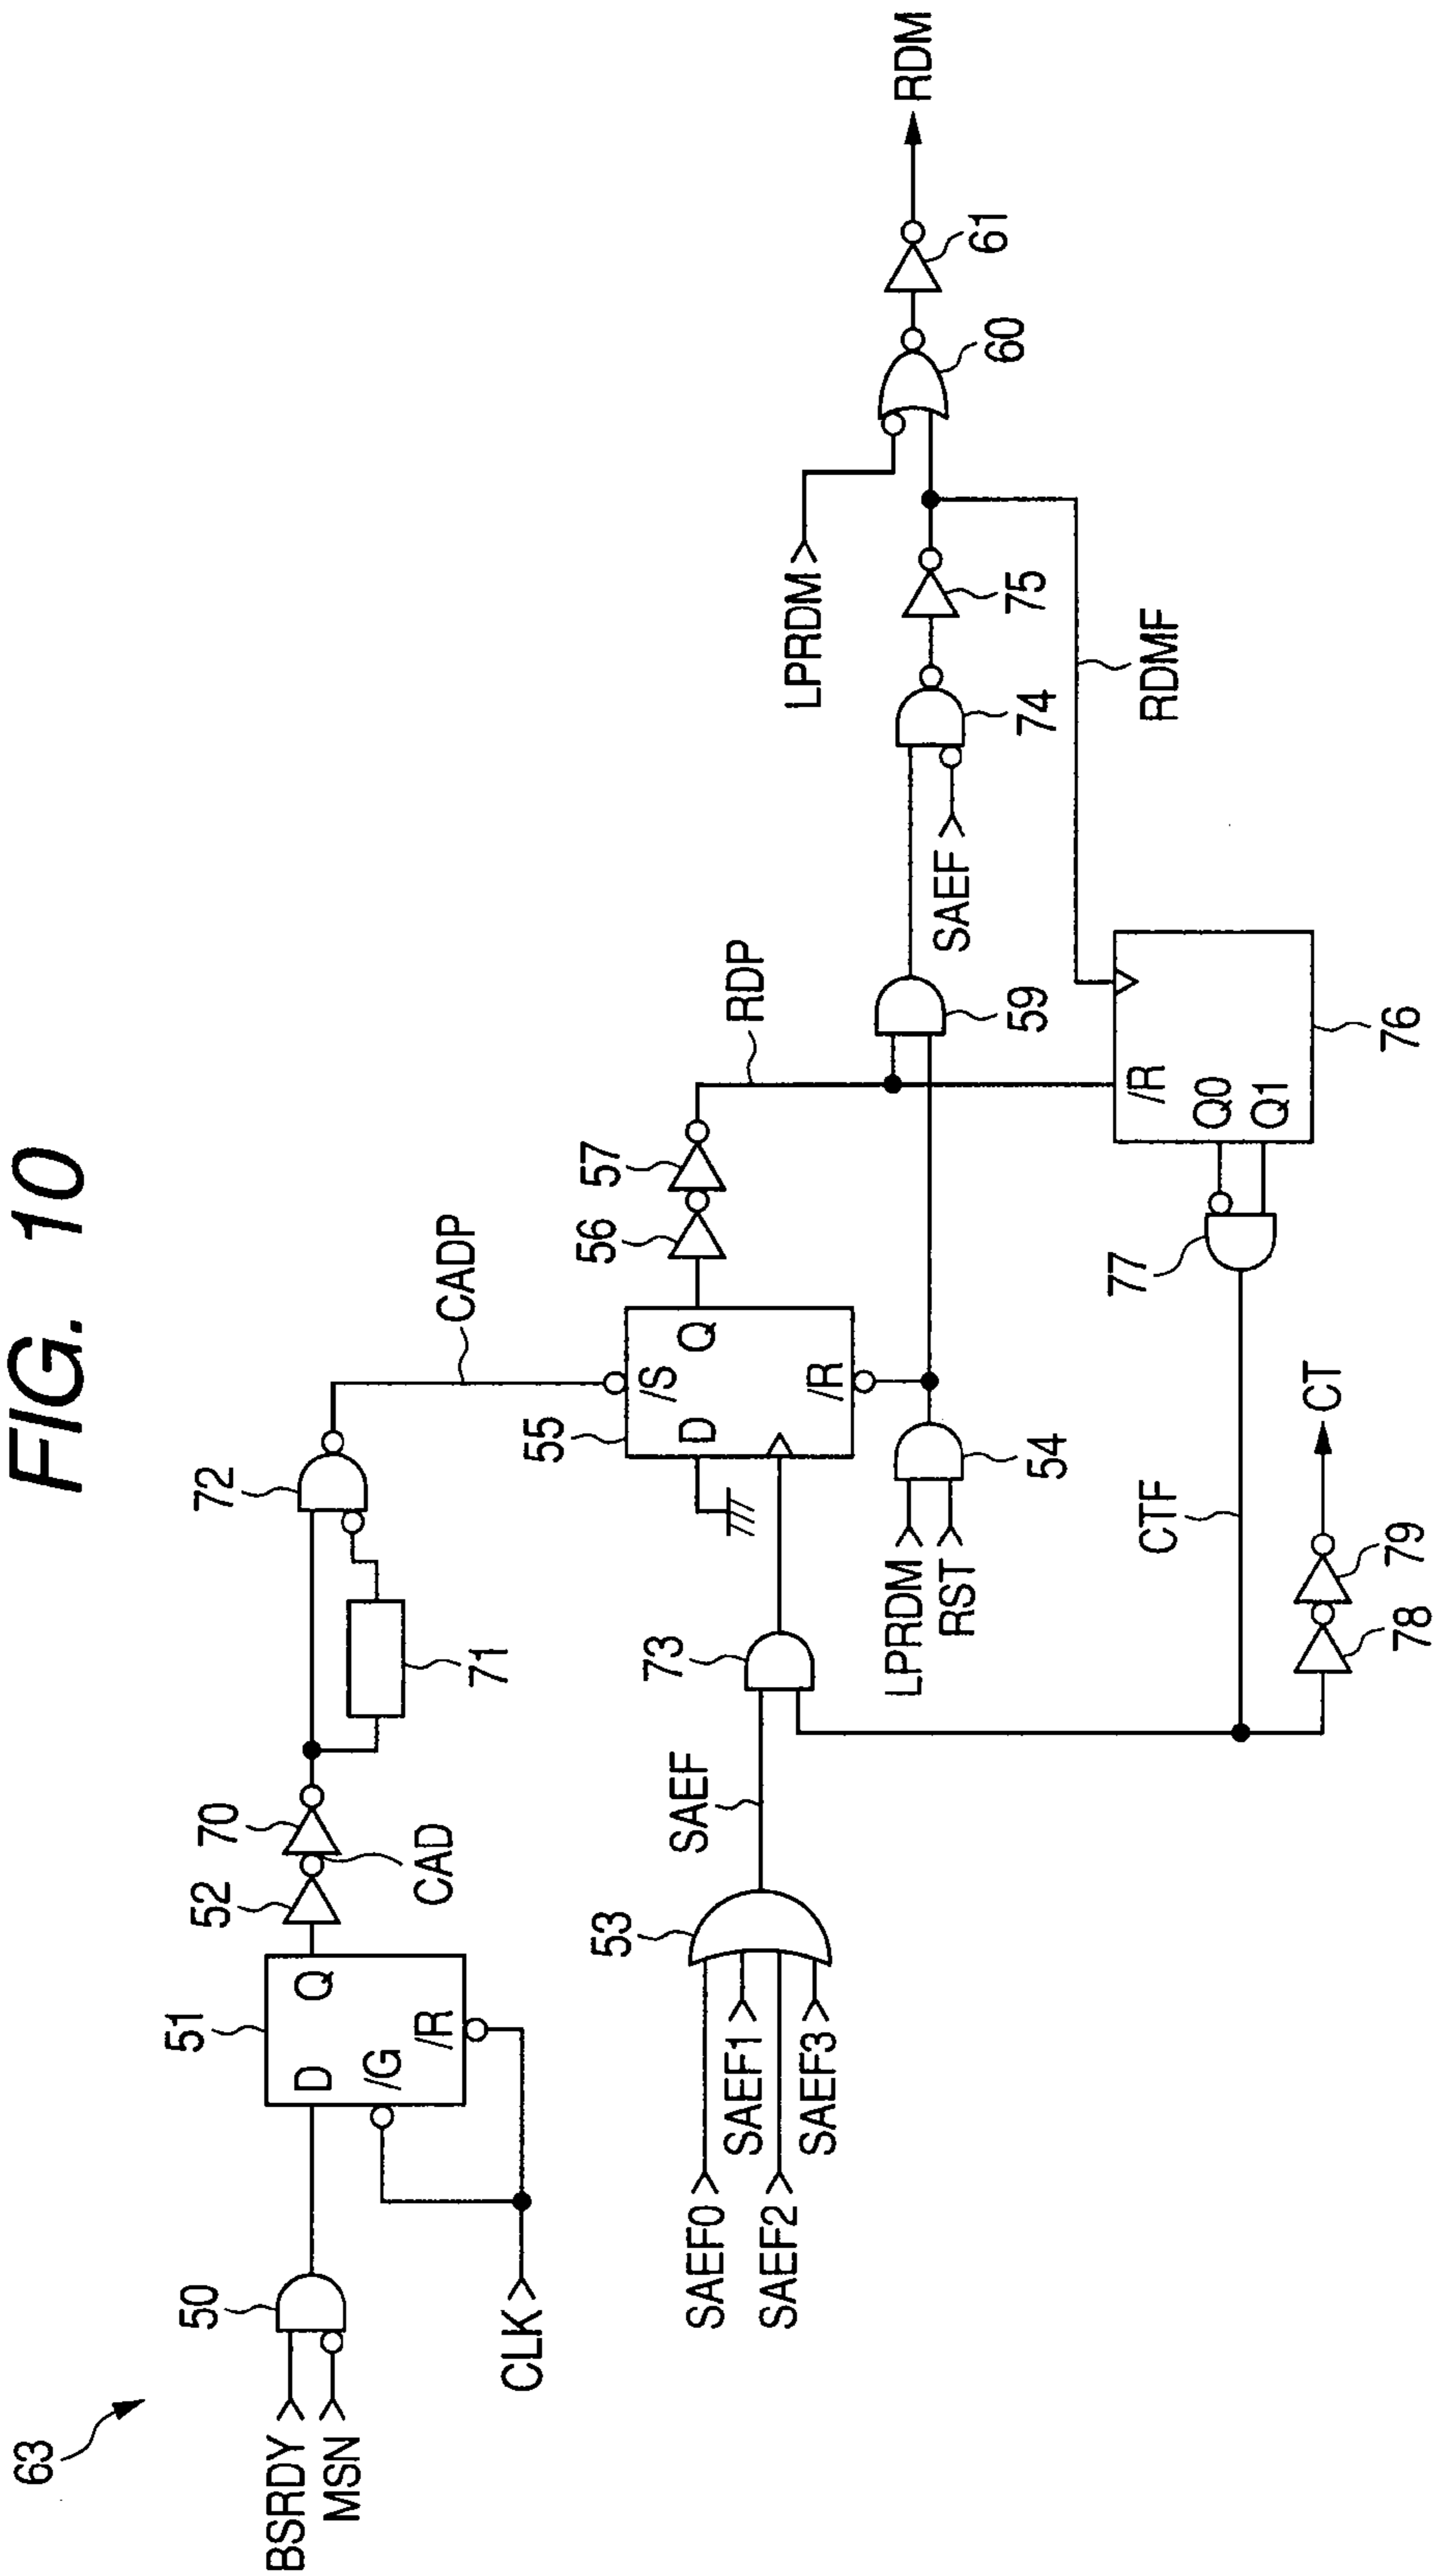 FIG. 10
63
BSRDY
MSN
50
CLK
51
D
Q
/G
/R
52
CAD
70
71
72
CADP
SAEF0
SAEF1
SAEF2
SAEF3
53
SAEF
73
LPRDM
RST
54
55
/S
D
Q
/R
56
57
RDP
59
SAEF
74
75
LPRDM
60
61
RDM
RDMF
76
/R
Q0
Q1
77
CTF
78
79
CT